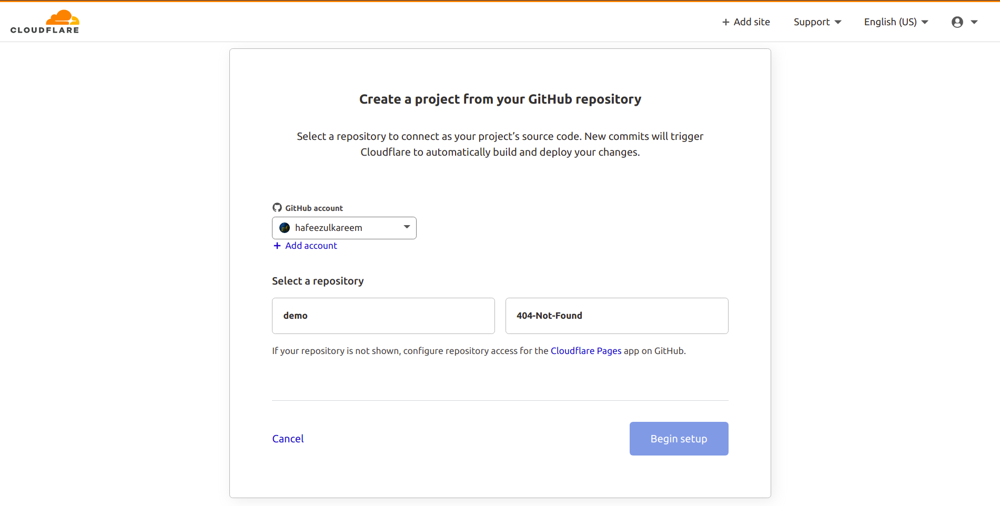 CLOUDFLARE
+ Add site
Support
English (US)
Create a project from your GitHub repository
Select a repository to connect as your project’s source code. New commits will trigger
Cloudflare to automatically build and deploy your changes.
GitHub account
hafeezulkareem
+ Add account
Select a repository
demo
404-Not-Found
If your repository is not shown, configure repository access for the Cloudflare Pages app on GitHub.
Cancel
Begin setup